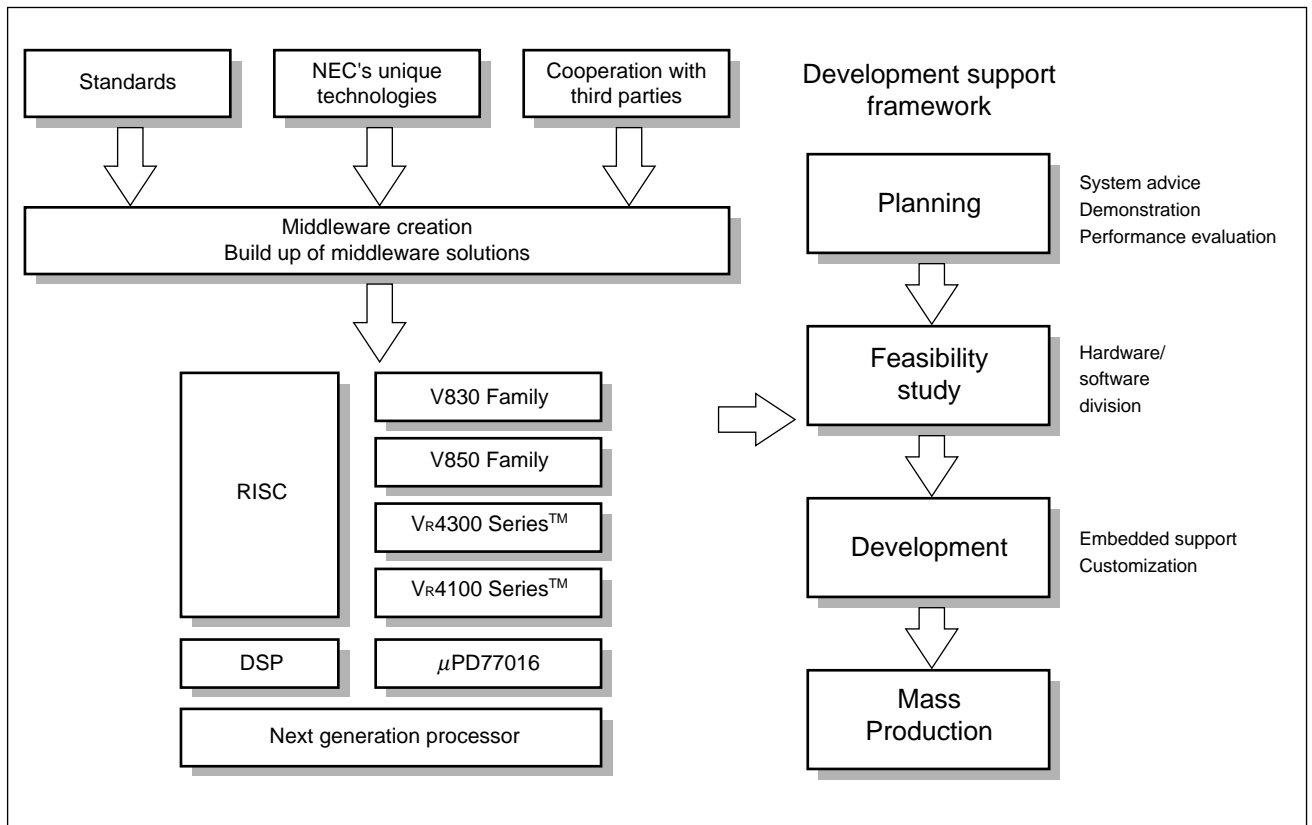 Standards
NEC's unique
technologies
Cooperation with
third parties
Middleware creation
Build up of middleware solutions
RISC
V830 Family
V850 Family
VR4300 Series™
VR4100 Series™
DSP
μPD77016
Next generation processor
Development support
framework
Planning
System advice
Demonstration
Performance evaluation
Feasibility
study
Hardware/
software
division
Development
Embedded support
Customization
Mass
Production